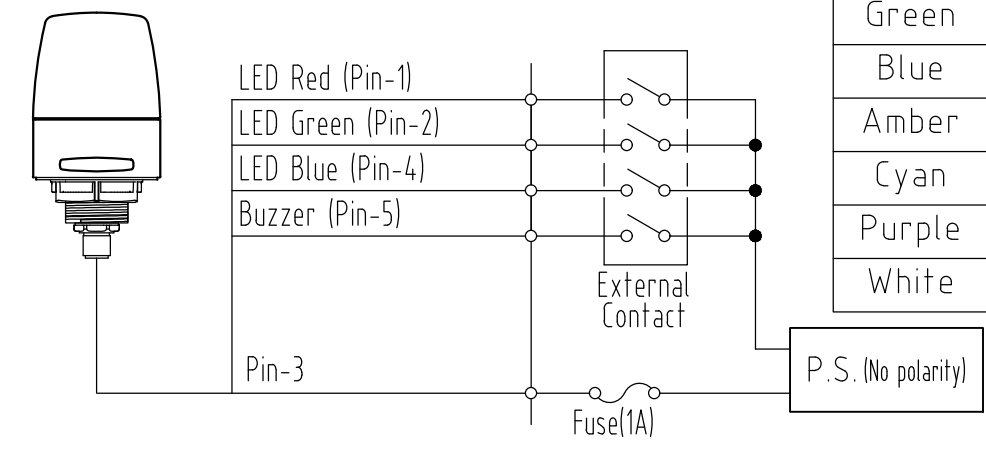 LED Red (Pin-1)
LED Green (Pin-2)
LED Blue (Pin-4)
Buzzer (Pin-5)
External
Contact
Pin-3
Fuse(1A)
P.S. (No polarity)
Green
Blue
Amber
Cyan
Purple
White